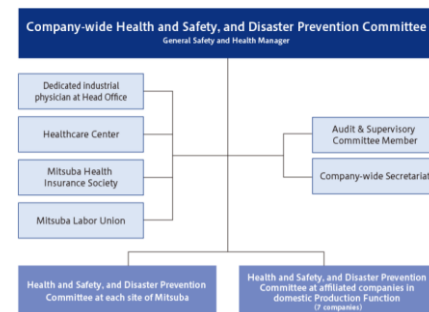 Company-wide Health and Safety, and Disaster Prevention Committee
General Safety and Health Manager
Dedicated industrial
physician at Head Office
Healthcare Center
Mitsuba Health
Insurance Society
Mitsuba Labor Union
Audit & Supervisory
Committee Member
Company-wide Secretariat
Health and Safety, and Disaster Prevention
Committee at each site of Mitsuba
Health and Safety, and Disaster Prevention
Committee at affiliated companies in
domestic Production Function
(7 companies)